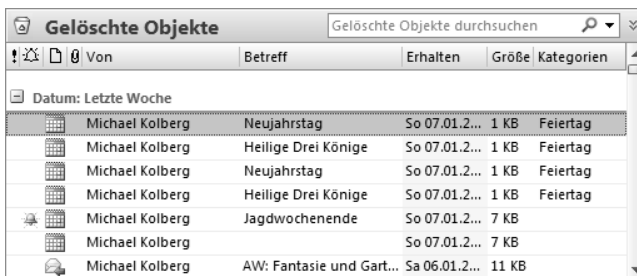 Gelöschte Objekte Gelöschte Objekte durchsuchen
! Von Betreff Erhalten Größe Kategorien
Datum: Letzte Woche
Michael Kolberg Neujahrstag So 07.01.2... 1 KB Feiertag
Michael Kolberg Heilige Drei Könige So 07.01.2... 1 KB Feiertag
Michael Kolberg Neujahrstag So 07.01.2... 1 KB Feiertag
Michael Kolberg Heilige Drei Könige So 07.01.2... 1 KB Feiertag
Michael Kolberg Jagdwochenende So 07.01.2... 7 KB
Michael Kolberg So 07.01.2... 7 KB
Michael Kolberg AW: Fantasie und Gart... Sa 06.01.2... 11 KB